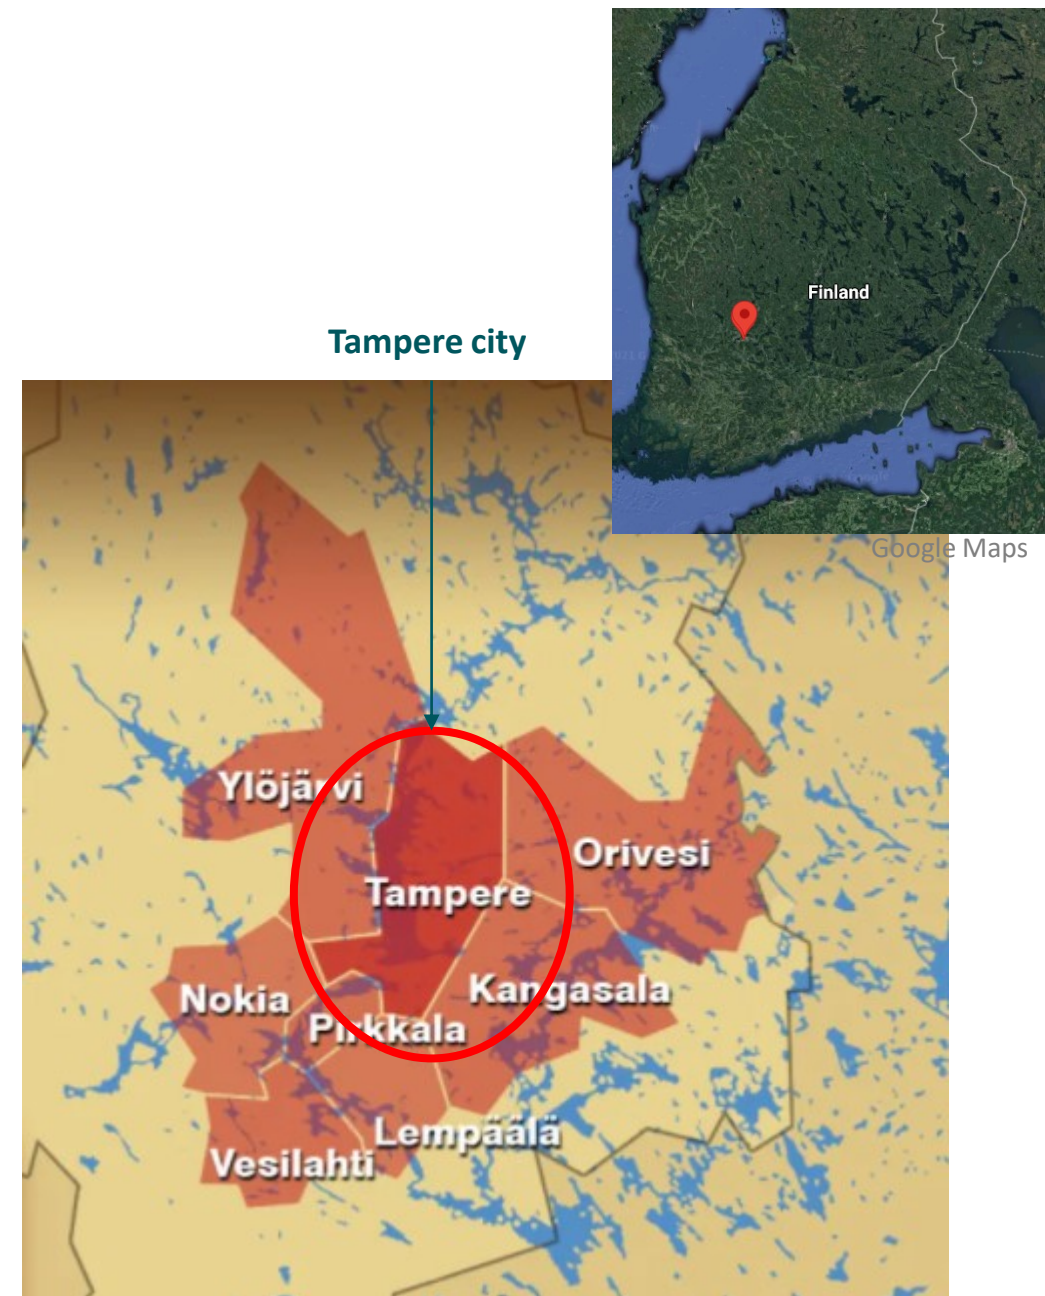 Finland
Tampere city
Google Maps
Ylöjärvi
Orivesi
Tampere
Kangasala
Nokia
Pirkkala
Lempäälä
Vesilahti